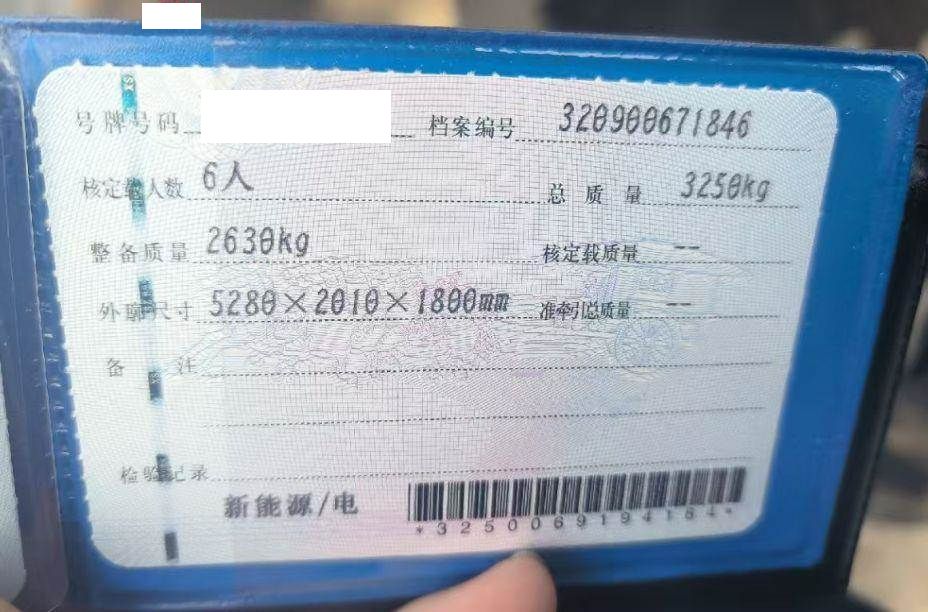 号牌号码 档案编号 320900671846
核定载人数 6人 总质量 3250kg
整备质量 2630kg 核定载质量 --
外廓尺寸 5280×2010×1800mm 准牵引总质量 --
备注
检验记录
新能源/电
*3250069194184*